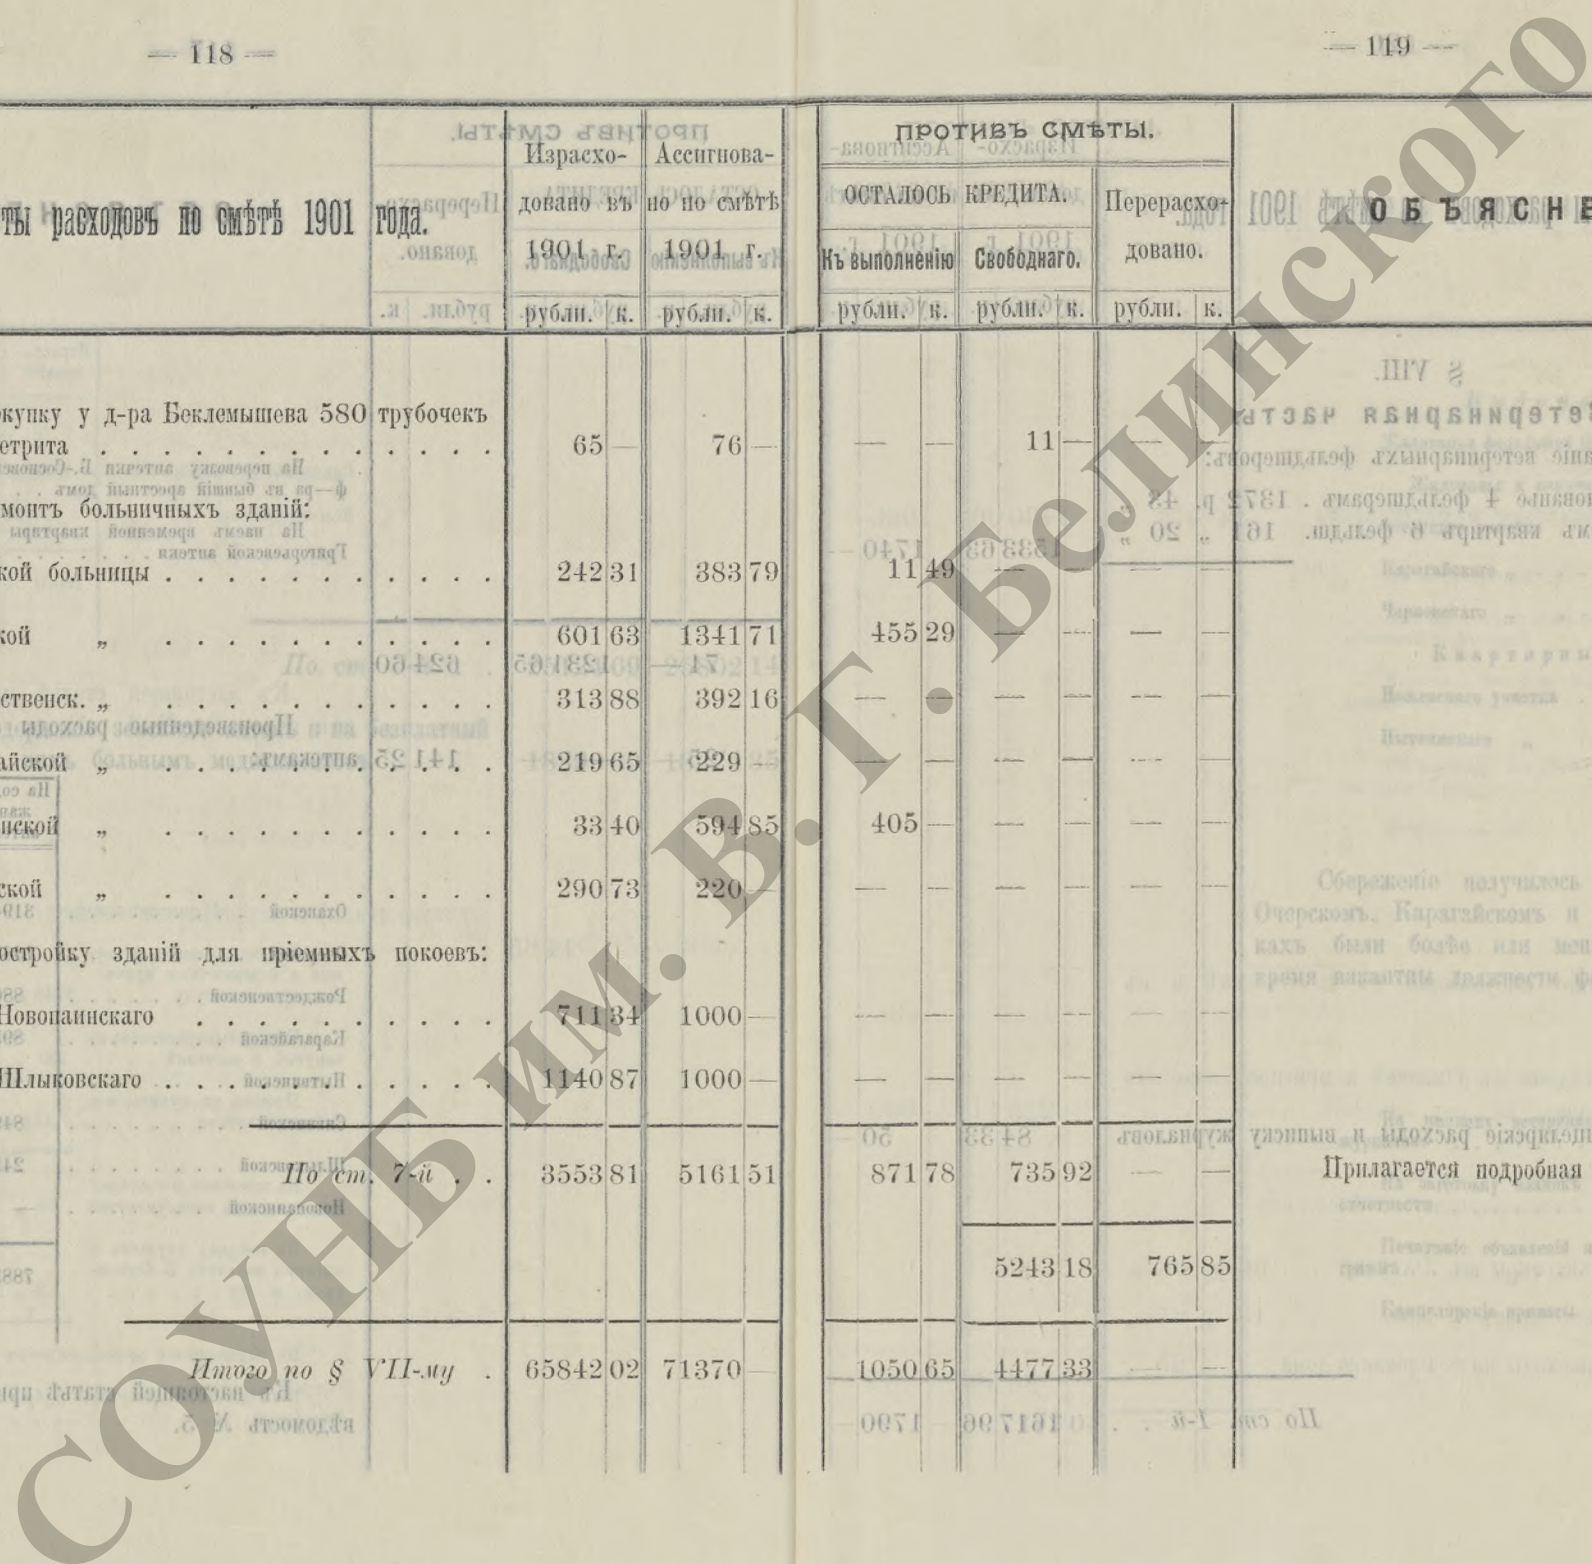 — 118 —
— 119 —
ты расходовъ по смѣтѣ 1901 года.
Израсхо-
довано въ
1901 г.
рубли. к.
Ассигнова-
но по смѣтѣ
1901 г.
рубли. к.
ПРОТИВЪ СМѢТЫ.
ОСТАЛОСЬ КРЕДИТА.
Къ выполненію
рубли. к.
Свободнаго.
рубли. к.
Перерасхо-
довано.
рубли. к.
ОБЪЯСНЕ
купку у д-ра Беклемышева 580 трубочекъ
етрита . . . . . . . . . . . . . 65 — 76 — — — 11 — — —
монтъ больничныхъ зданій:
кой больницы . . . . . . . . . . . 242 31 383 79 11 49 — — — —
кой „ . . . . . . . . . . . 601 63 1341 71 455 29 — — — —
ственск. „ . . . . . . . . . . . 313 88 392 16 — — — — — —
айской „ . . . . . . . . . . . 219 65 229 — — — — — — —
нской „ . . . . . . . . . . . 33 40 594 85 405 — — — — —
ской „ . . . . . . . . . . . 290 73 220 — — — — — — —
остройку зданій для пріемныхъ покоевъ:
Новопаинскаго . . . . . . . . . . 711 34 1000 — — — — — — —
Шлыковскаго . . . . . . . . . . . 1140 87 1000 — — — — — — —
По ст. 7-й . . 3553 81 5161 51 871 78 735 92 — — Прилагается подробная
5243 18 765 85
Итого по § VII-му . 65842 02 71370 — 1050 65 4477 33 — —
СОУНБ им. В. Г. Белинского